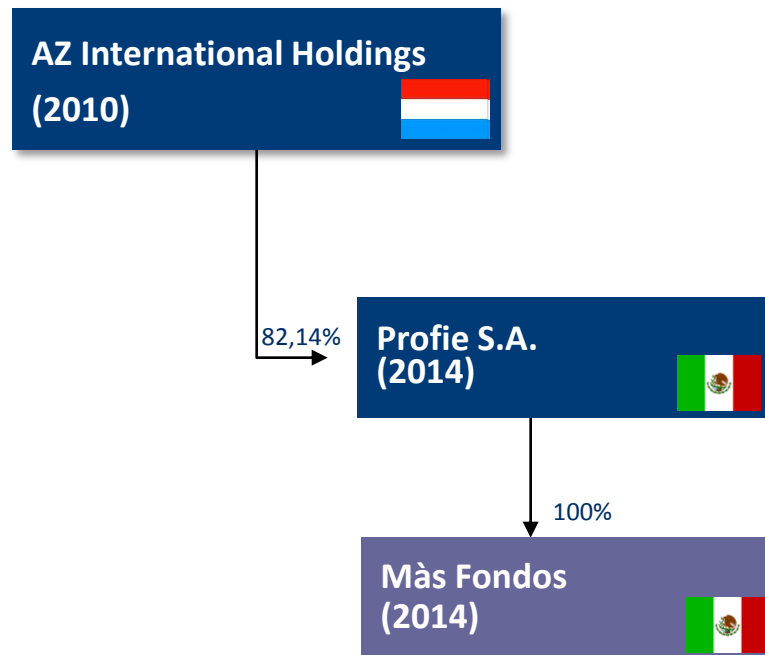 AZ International Holdings
(2010)
82,14%
Profie S.A.
(2014)
100%
Màs Fondos
(2014)